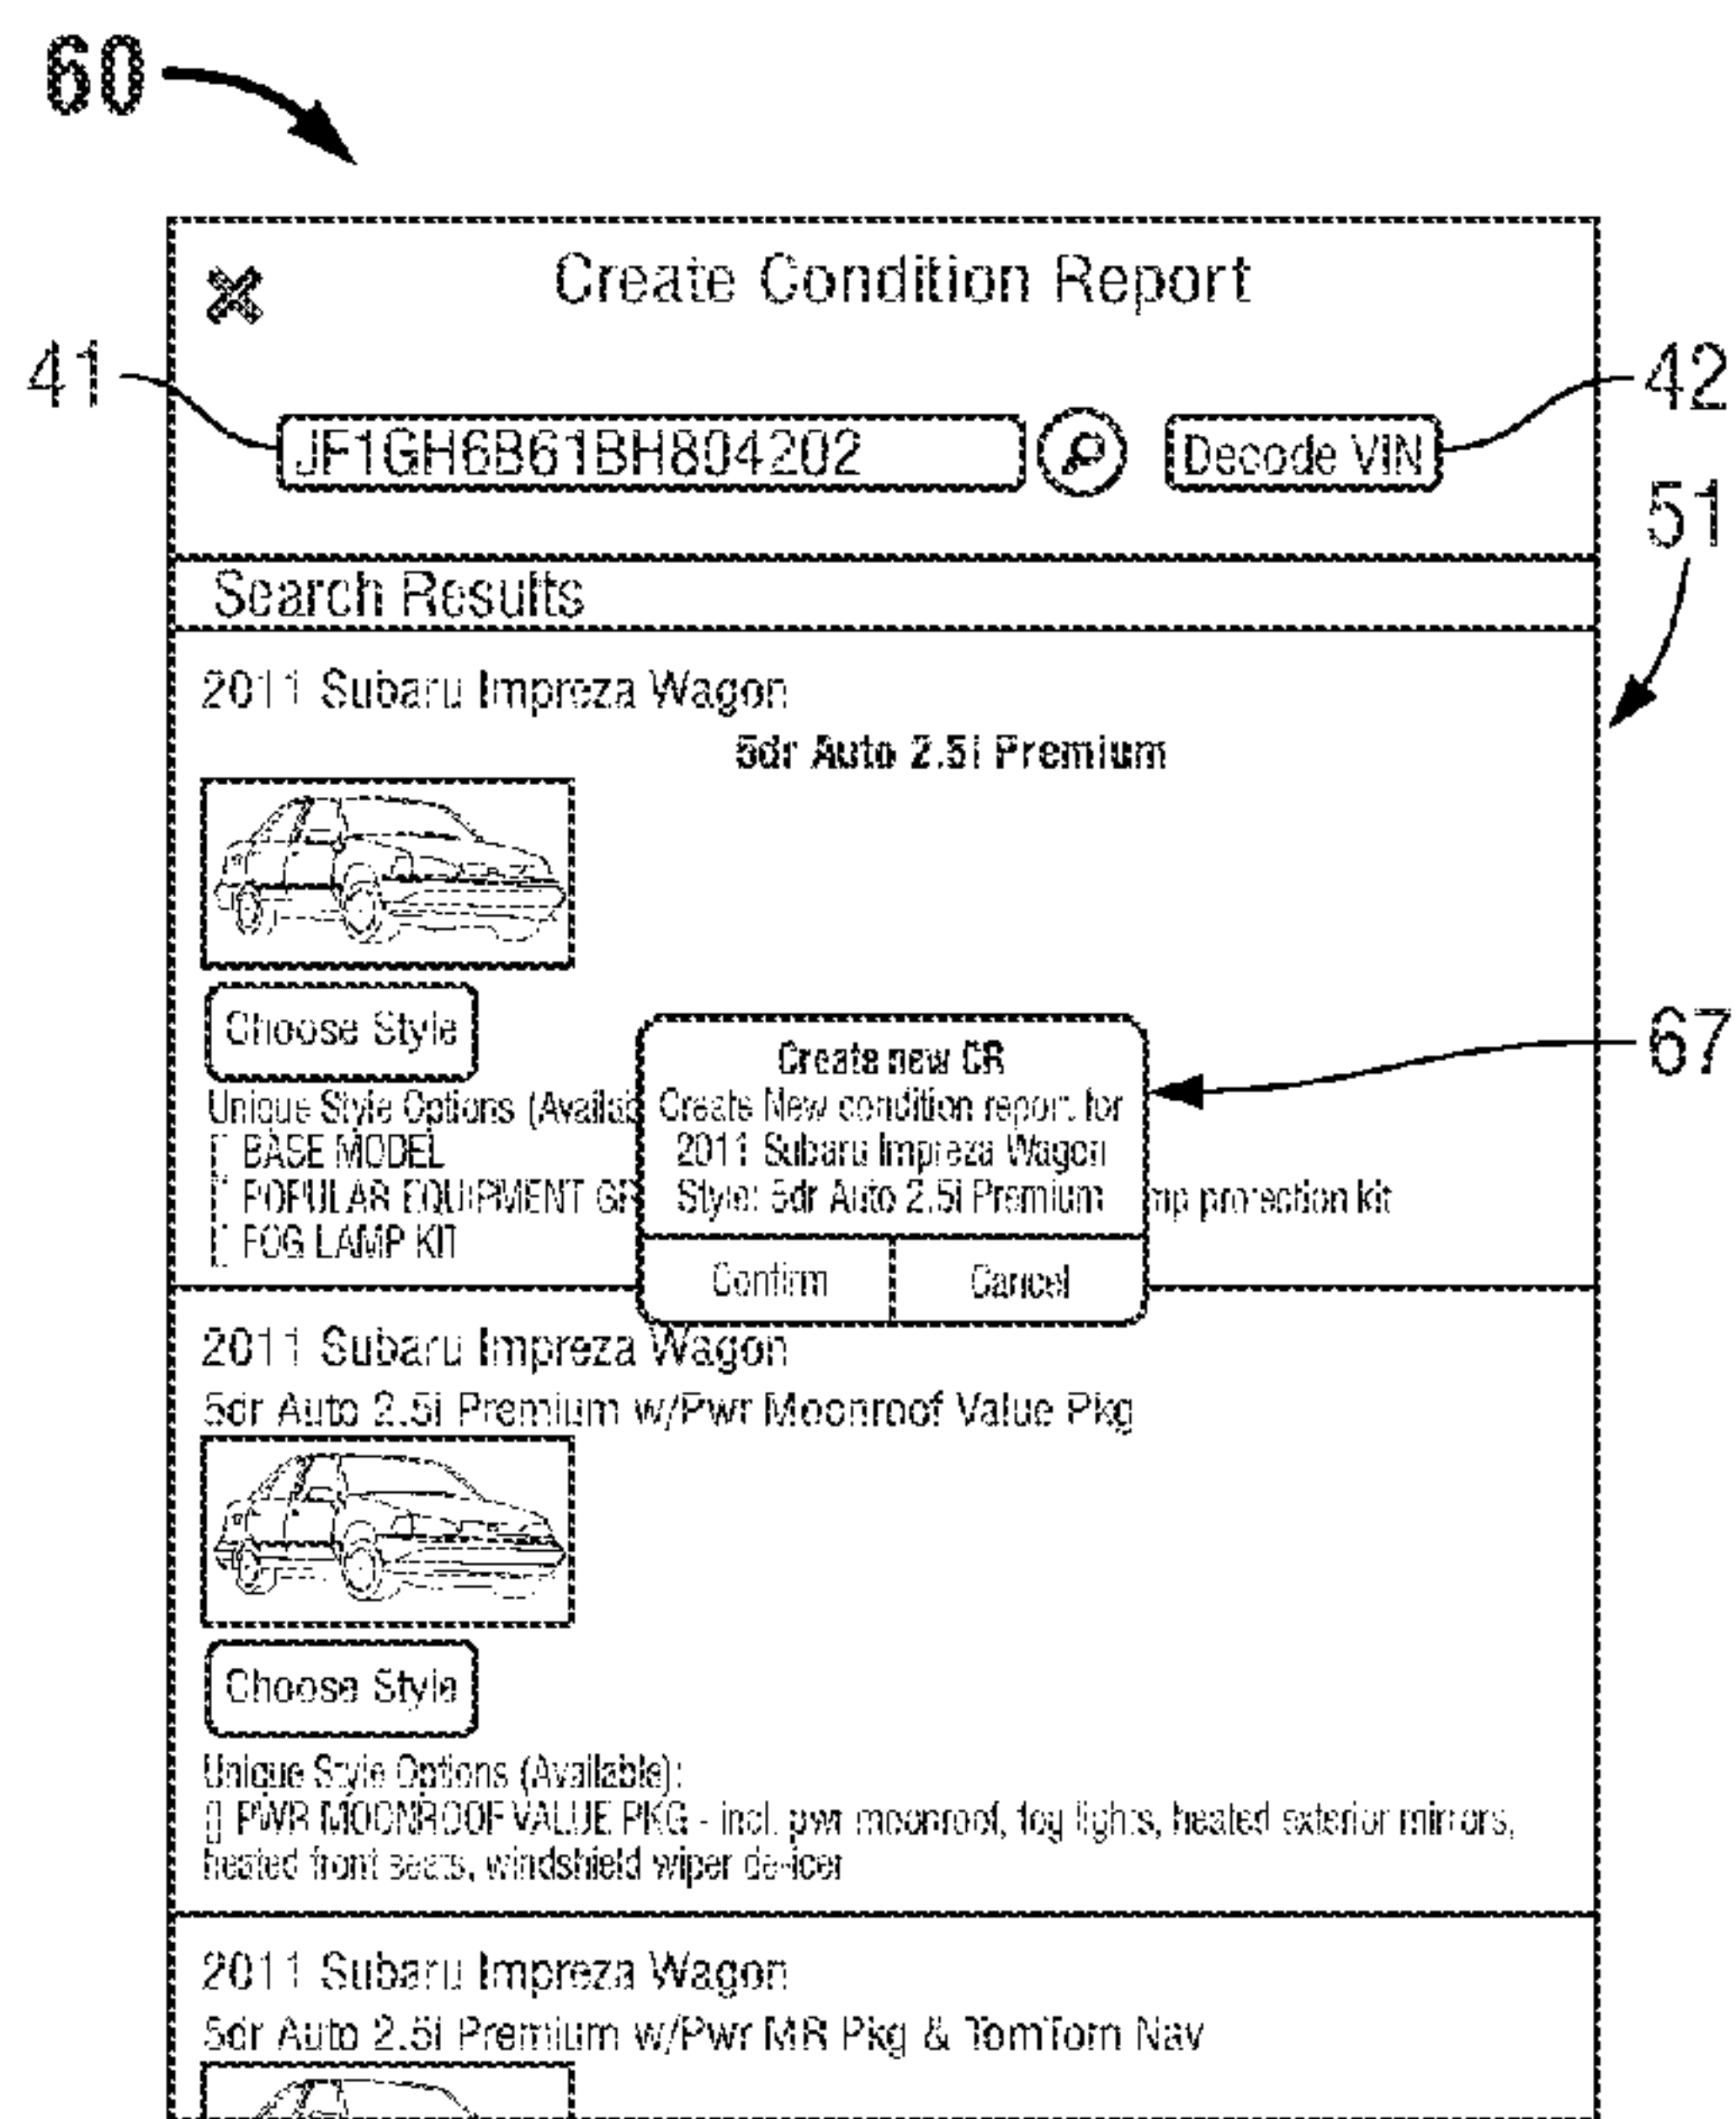 60
Create Condition Report
41
JF1GH6B61BH804202
Decode VIN
42
51
Search Results
2011 Subaru Impreza Wagon
5dr Auto 2.5i Premium
Choose Style
Unique Style Options (Availab
[] BASE MODEL
[] POPULAR EQUIPMENT GR
mp protection kit
[] FOG LAMP KIT
Create new CR
Create New condition report for
2011 Subaru Impreza Wagon
Style: 5dr Auto 2.5i Premium
Confirm
Cancel
67
2011 Subaru Impreza Wagon
5dr Auto 2.5i Premium w/Pwr Moonroof Value Pkg
Choose Style
Unique Style Options (Available):
[] PWR MOONROOF VALUE PKG - incl. pwr moonroof, fog lights, heated exterior mirrors,
heated front seats, windshield wiper de-icer
2011 Subaru Impreza Wagon
5dr Auto 2.5i Premium w/Pwr MR Pkg & TomTom Nav